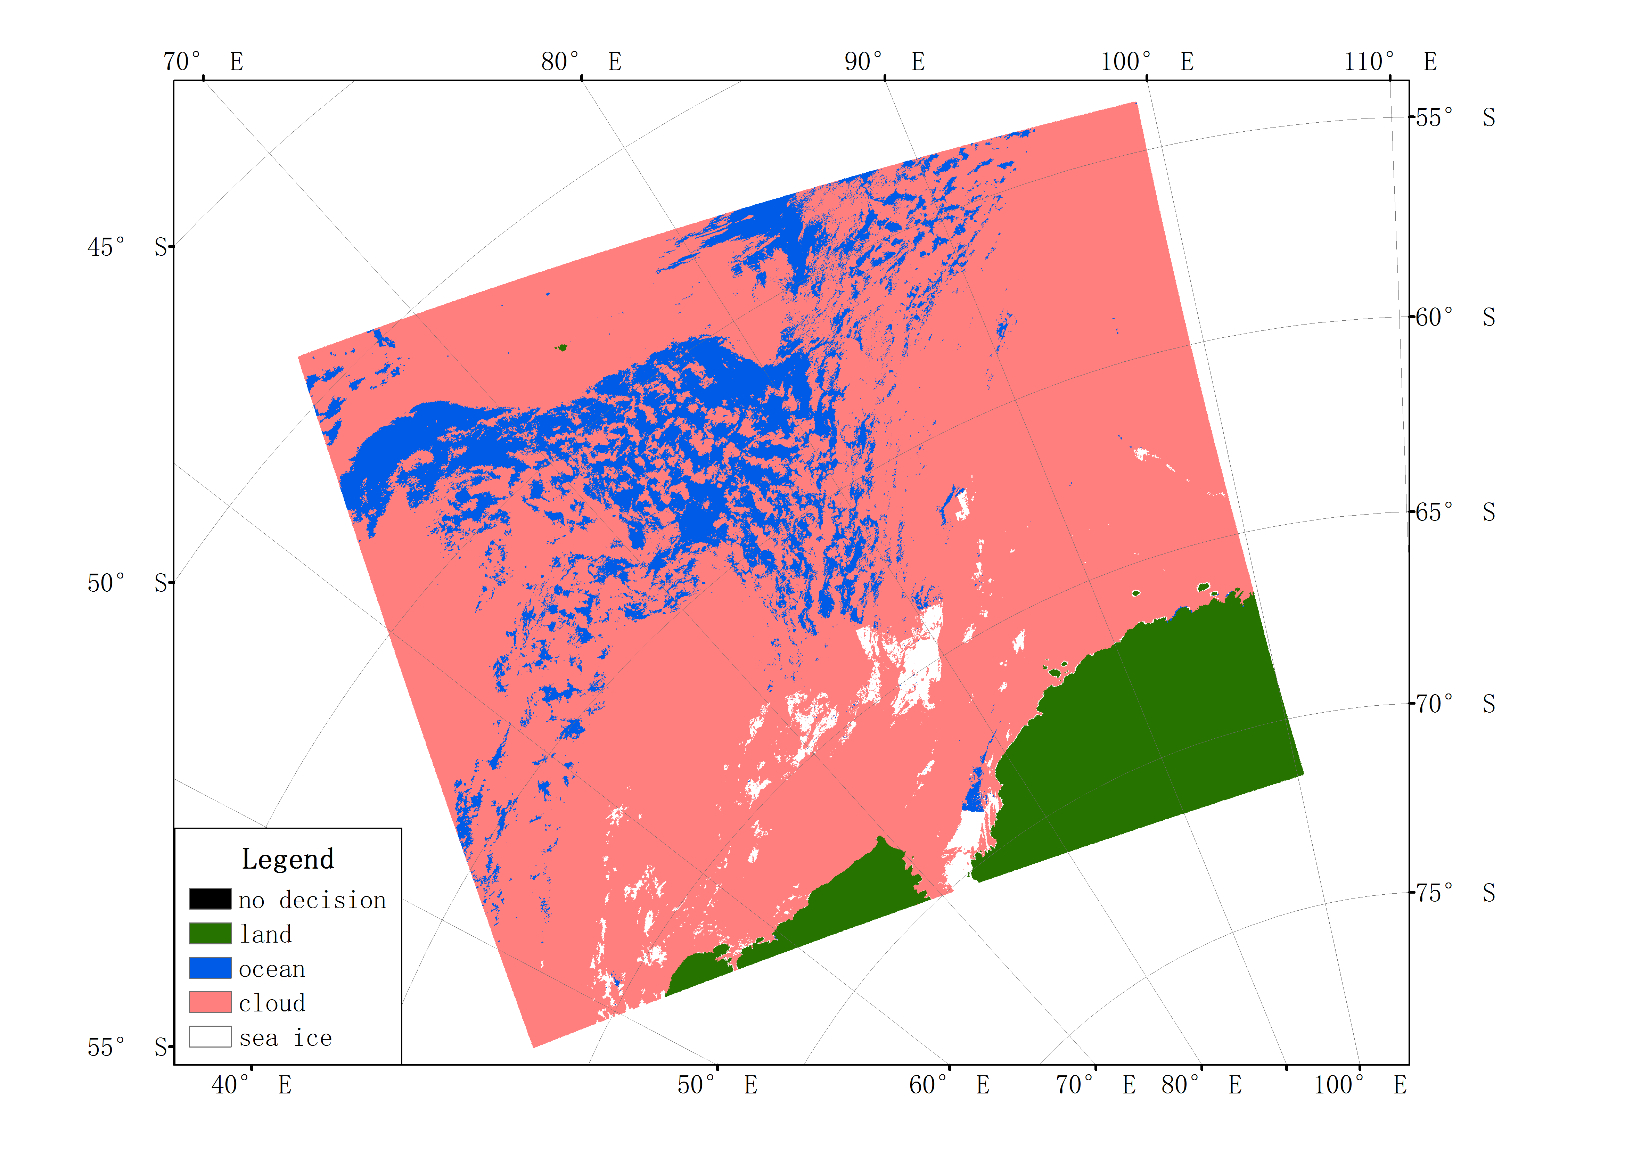 70° E 80° E 90° E 100° E 110° E
55° S
45° S
60° S
65° S
50° S
70° S
75° S
Legend
no decision
land
ocean
cloud
sea ice
55° S
40° E 50° E 60° E 70° E 80° E 100° E